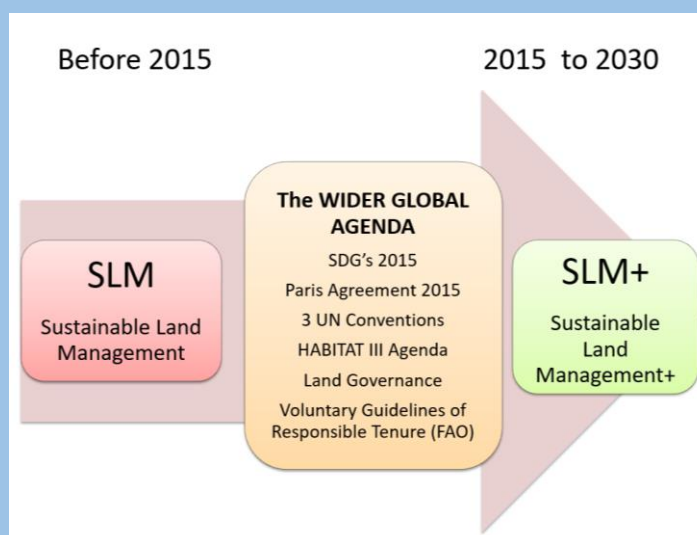 Before 2015
2015 to 2030
SLM
Sustainable Land
Management
The WIDER GLOBAL
AGENDA
SDG's 2015
Paris Agreement 2015
3 UN Conventions
HABITAT III Agenda
Land Governance
Voluntary Guidelines of
Responsible Tenure (FAO)
SLM+
Sustainable
Land
Management+